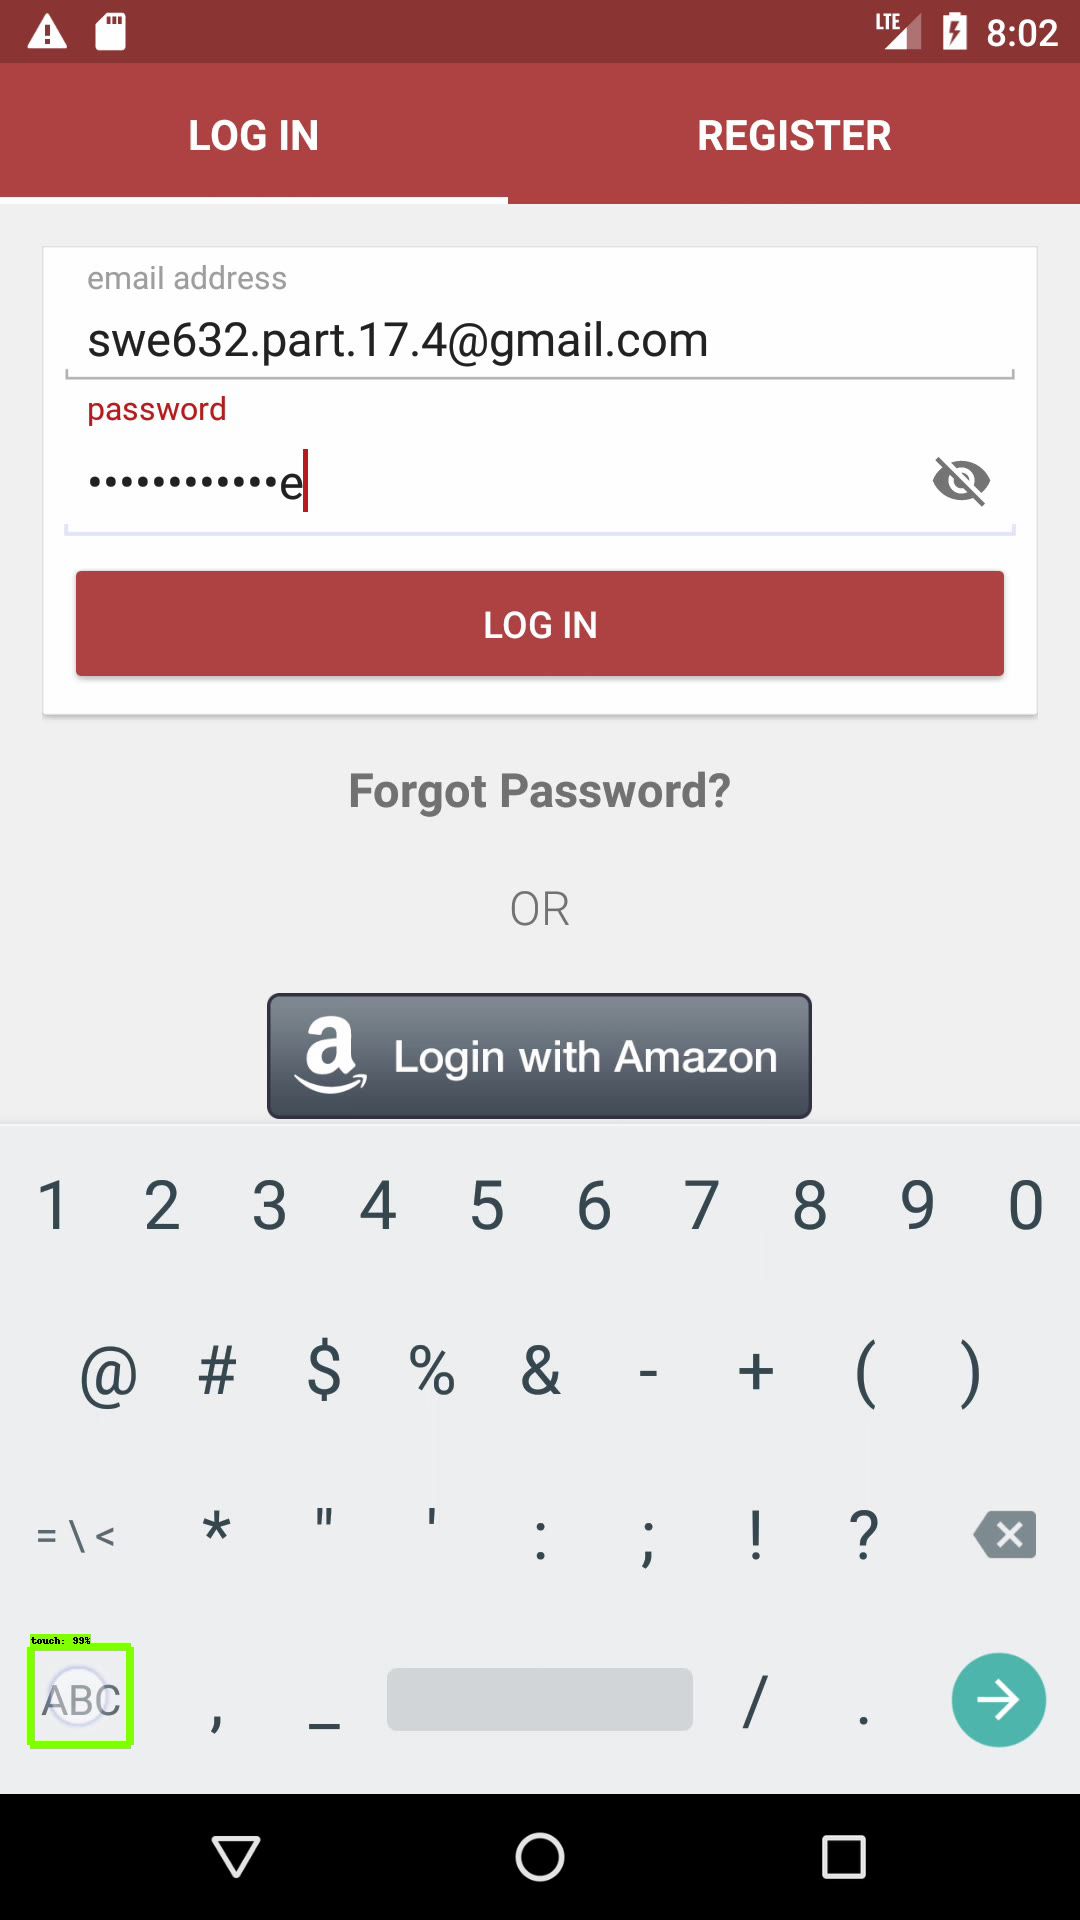 LTE 8:02
LOG IN REGISTER
email address
swe632.part.17.4@gmail.com
password
••••••••••••e
LOG IN
Forgot Password?
OR
a Login with Amazon
1 2 3 4 5 6 7 8 9 0
@ # $ % & - + ( )
= \ < * " ' : ; ! ?
touch: 99%
ABC , _ / .